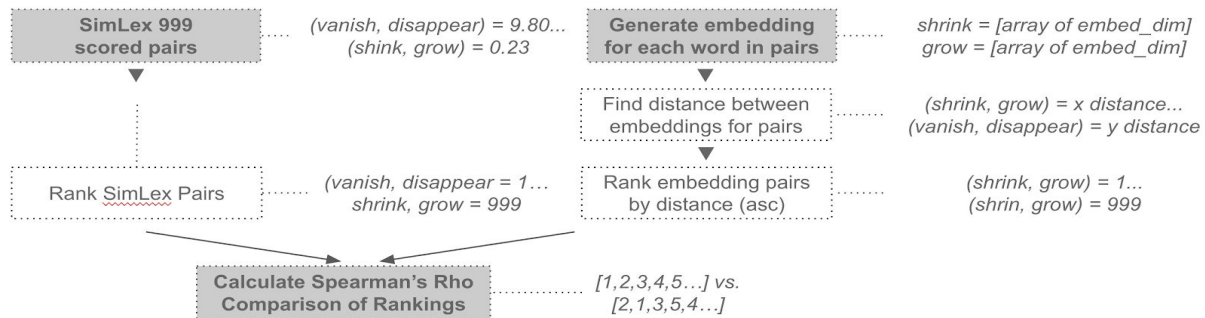 SimLex 999
scored pairs
(vanish, disappear) = 9.80...
(shink, grow) = 0.23
Generate embedding
for each word in pairs
shrink = [array of embed_dim]
grow = [array of embed_dim]
Find distance between
embeddings for pairs
(shrink, grow) = x distance...
(vanish, disappear) = y distance
Rank SimLex Pairs
(vanish, disappear = 1...
shrink, grow = 999
Rank embedding pairs
by distance (asc)
(shrink, grow) = 1...
(shrin, grow) = 999
Calculate Spearman's Rho
Comparison of Rankings
[1,2,3,4,5...] vs.
[2,1,3,5,4...]